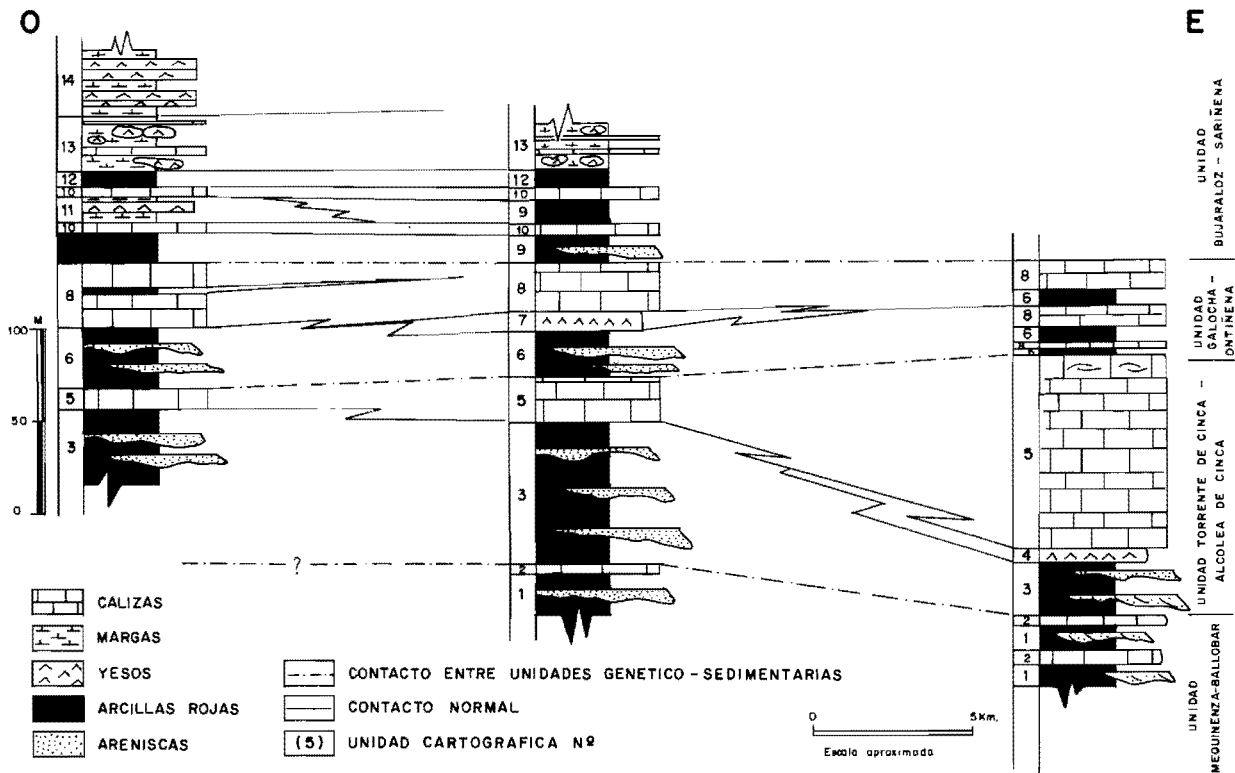 O
E
14
13
12
10
11
10
8
6
5
3
13
12
10
9
10
9
8
7
6
5
3
2
1
8
6
8
6
8
6
5
4
3
2
1
2
1
M
100
50
0
?
UNIDAD
BUJARALOZ - SARIÑENA
UNIDAD
GALOCHA -
ONTIÑENA
UNIDAD TORRENTE DE CINCA -
ALCOLEA DE CINCA
UNIDAD
MEQUINENZA-BALLOBAR
CALIZAS
MARGAS
YESOS
ARCILLAS ROJAS
ARENISCAS
CONTACTO ENTRE UNIDADES GENETICO - SEDIMENTARIAS
CONTACTO NORMAL
(5) UNIDAD CARTOGRAFICA Nº
0 5 Km.
Escala aproximada